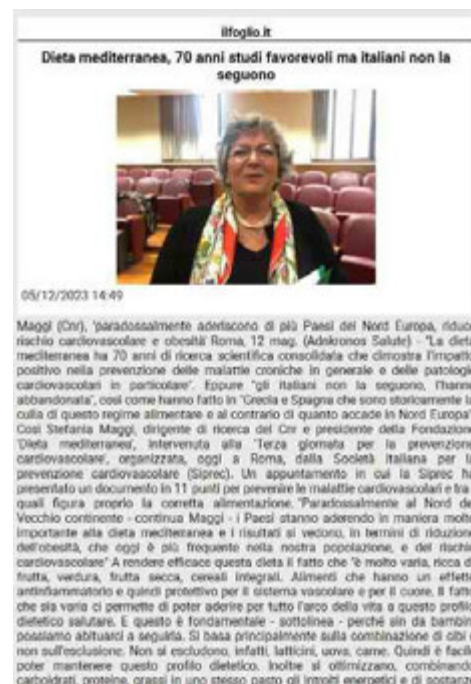 ilfoglio.it
Dieta mediterranea, 70 anni studi favorevoli ma italiani non la
seguono
05/12/2023 14:49
Maggi (Cnr), 'paradossalmente aderiscono di più Paesi del Nord Europa, riduc
rischio cardiovascolare e obesità' Roma, 12 mag. (Adnkronos Salute) - "La dieta
mediterranea ha 70 anni di ricerca scientifica consolidata che dimostra l'impatto
positivo nella prevenzione delle malattie croniche in generale e delle patologie
cardiovascolari in particolare". Eppure "gli italiani non la seguono, l'hanno
abbandonata", così come hanno fatto in "Grecia e Spagna che sono storicamente la
culla di questo regime alimentare e al contrario di quanto accade in Nord Europa"
Così Stefania Maggi, dirigente di ricerca del Cnr e presidente della Fondazione
'Dieta mediterranea', intervenuta alla 'Terza giornata per la prevenzione
cardiovascolare', organizzata, oggi a Roma, dalla Società italiana per la
prevenzione cardiovascolare (Siprec). Un appuntamento in cui la Siprec ha
presentato un documento in 11 punti per prevenire le malattie cardiovascolari e tra
quali figura proprio la corretta alimentazione. "Paradossalmente al Nord del
Vecchio continente - continua Maggi - i Paesi stanno aderendo in maniera molto
importante alla dieta mediterranea e i risultati si vedono, in termini di riduzione
dell'obesità, che oggi è più frequente nella nostra popolazione, e del rischio
cardiovascolare" A rendere efficace questa dieta il fatto che "è molto varia, ricca di
frutta, verdura, frutta secca, cereali integrali. Alimenti che hanno un effetto
antinfiammatorio e quindi protettivo per il sistema vascolare e per il cuore. Il fatto
che sia varia ci permette di poter aderire per tutto l'arco della vita a questo profilo
dietetico salutare. E questo è fondamentale - sottolinea - perché sin da bambini
possiamo abituarci a seguirla. Si basa principalmente sulla combinazione di cibi e
non sull'esclusione. Non si escludono, infatti, latticini, uova, carne. Quindi è facile
poter mantenere questo profilo dietetico. Inoltre si ottimizzano, combinando
carboidrati, proteine, grassi in uno stesso pasto gli introiti energetici e di sostanze